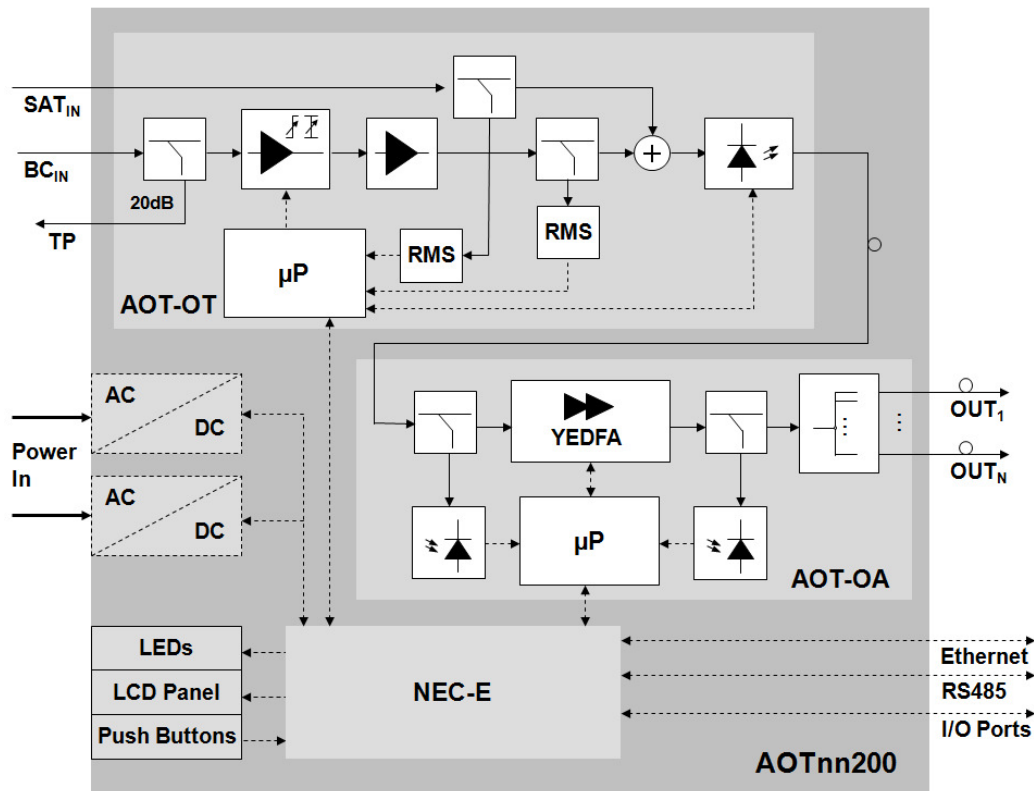 SAT_IN
BC_IN
20dB
TP
RMS
RMS
µP
AOT-OT
AC
DC
Power
In
AC
DC
YEDFA
OUT_1
OUT_N
µP
AOT-OA
LEDs
LCD Panel
Push Buttons
NEC-E
Ethernet
RS485
I/O Ports
AOTnn200